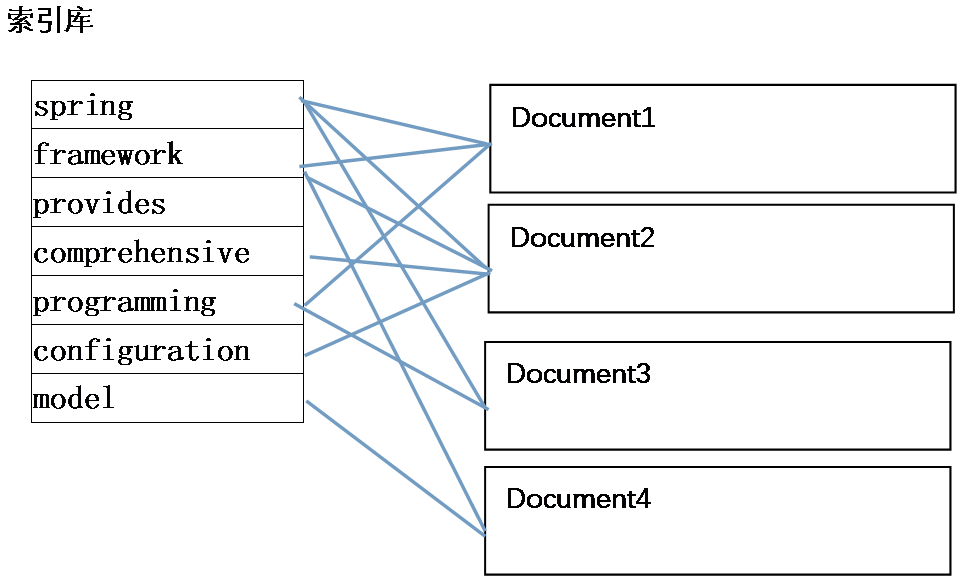 索引库
spring
framework
provides
comprehensive
programming
configuration
model
Document1
Document2
Document3
Document4